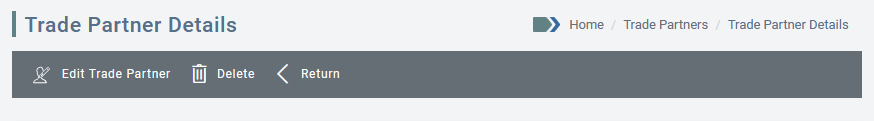 Trade Partner Details
Home / Trade Partners / Trade Partner Details
Edit Trade Partner Delete Return